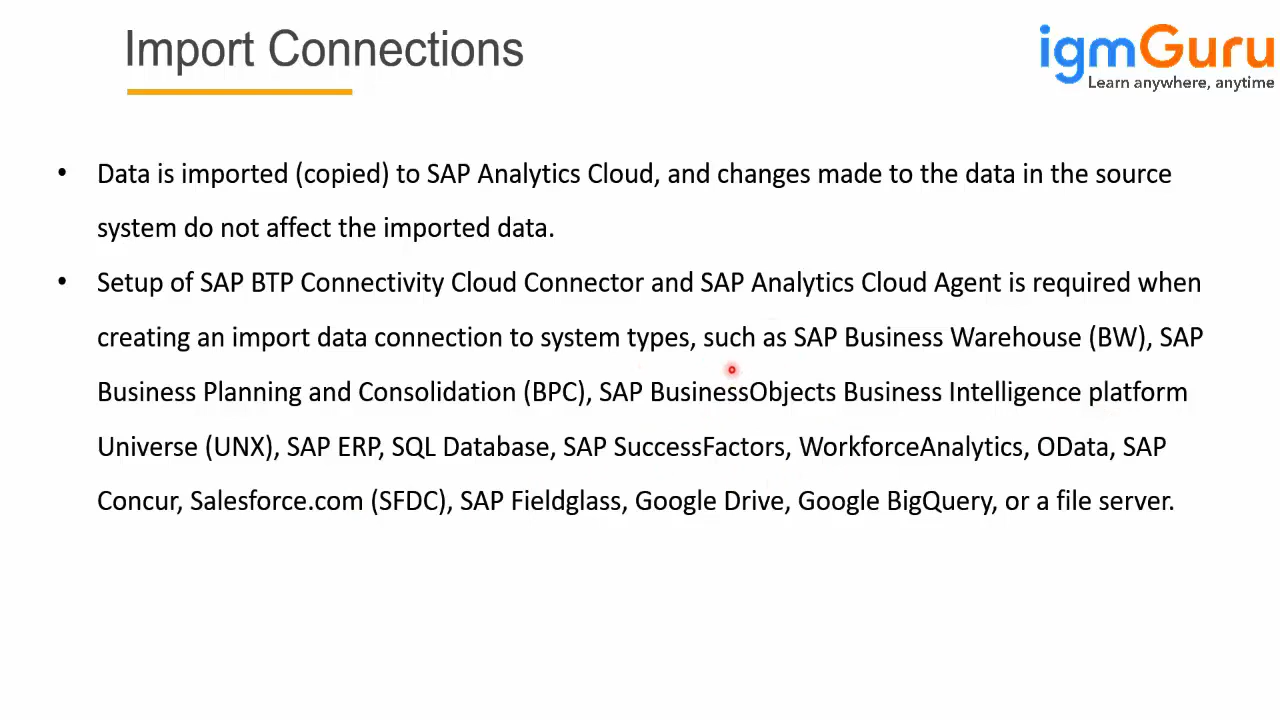 Import Connections
igmGuru
Learn anywhere, anytime
• Data is imported (copied) to SAP Analytics Cloud, and changes made to the data in the source
system do not affect the imported data.
• Setup of SAP BTP Connectivity Cloud Connector and SAP Analytics Cloud Agent is required when
creating an import data connection to system types, such as SAP Business Warehouse (BW), SAP
Business Planning and Consolidation (BPC), SAP BusinessObjects Business Intelligence platform
Universe (UNX), SAP ERP, SQL Database, SAP SuccessFactors, WorkforceAnalytics, OData, SAP
Concur, Salesforce.com (SFDC), SAP Fieldglass, Google Drive, Google BigQuery, or a file server.